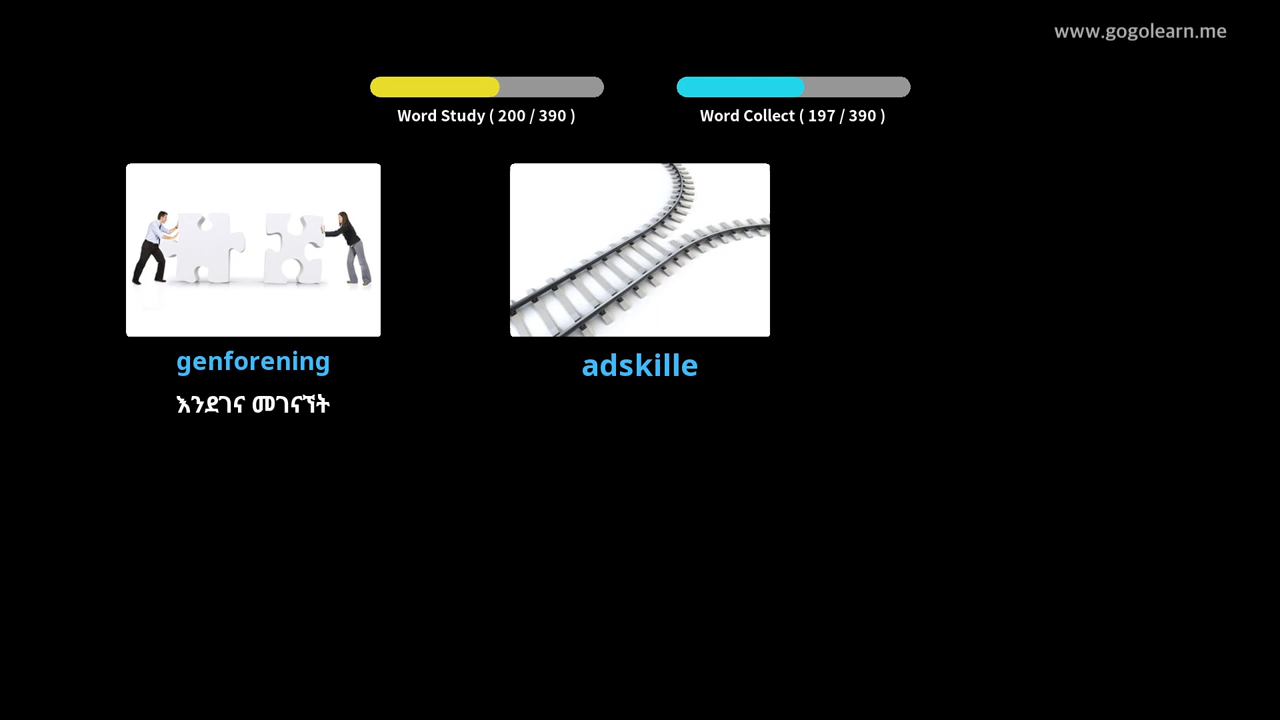 www.gogolearn.me
Word Study ( 200 / 390 )
Word Collect ( 197 / 390 )
genforening
adskille
እንደገና መገናኘት